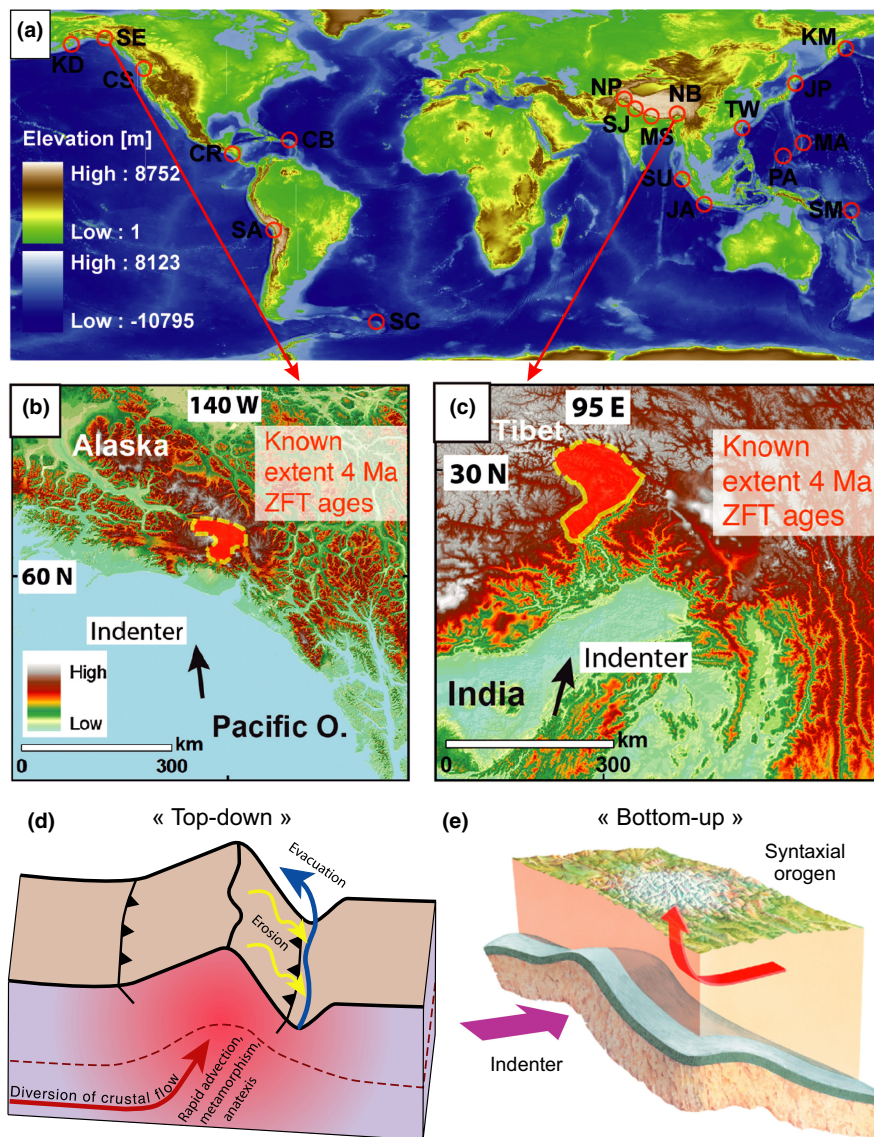 (a)
SE
KD
CS
KM
NP
NB
JP
SJ
MS
TW
Elevation [m]
CR
CB
MA
High : 8752
SU
PA
JA
SM
SA
Low : 1
High : 8123
Low : -10795
SC
(b)
140 W
Alaska
Known
extent 4 Ma
ZFT ages
60 N
Indenter
High
Low
Pacific O.
km
0
300
(c)
95 E
Tibet
30 N
Known
extent 4 Ma
ZFT ages
Indenter
India
km
0
300
(d)
« Top-down »
Evacuation
Erosion
Diversion of crustal flow
Rapid advection,
metamorphism,
anatexis
(e)
« Bottom-up »
Syntaxial
orogen
Indenter